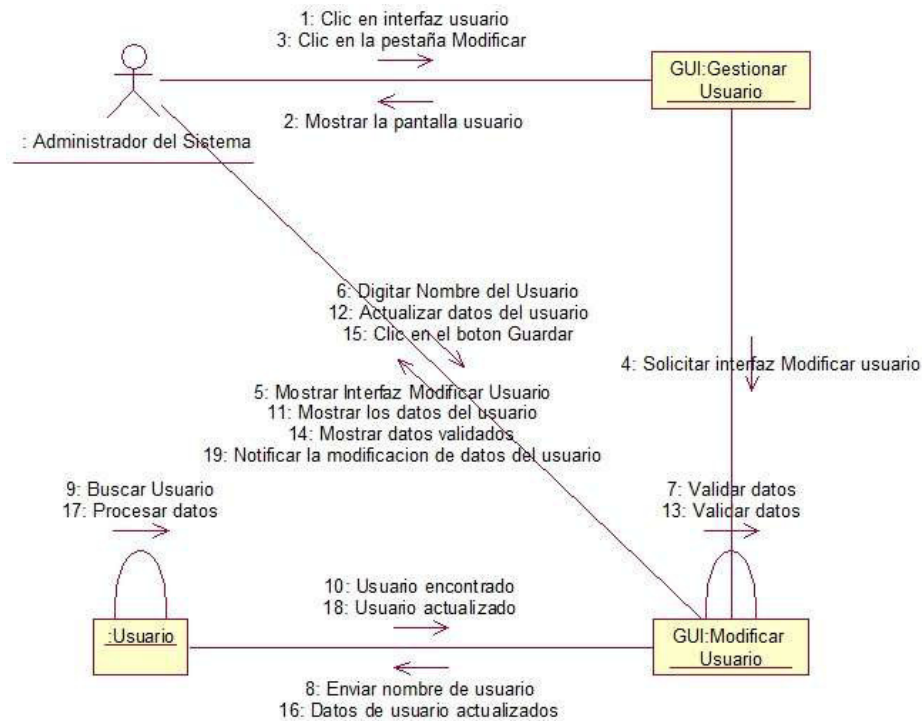 1: Clic en interfaz usuario
3: Clic en la pestaña Modificar
GUI:Gestionar
Usuario
2: Mostrar la pantalla usuario
: Administrador del Sistema
6: Digitar Nombre del Usuario
12: Actualizar datos del usuario
15: Clic en el boton Guardar
4: Solicitar interfaz Modificar usuario
5: Mostrar Interfaz Modificar Usuario
11: Mostrar los datos del usuario
14: Mostrar datos validados
19: Notificar la modificacion de datos del usuario
9: Buscar Usuario
17: Procesar datos
7: Validar datos
13: Validar datos
10: Usuario encontrado
18: Usuario actualizado
:Usuario
GUI:Modificar
Usuario
8: Enviar nombre de usuario
16: Datos de usuario actualizados